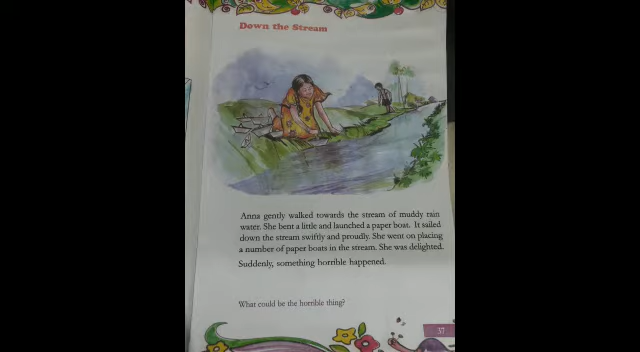 Down the Stream
Anna gently walked towards the stream of muddy rain
water. She bent a little and launched a paper boat. It sailed
down the stream swiftly and proudly. She went on placing
a number of paper boats in the stream. She was delighted.
Suddenly, something horrible happened.
What could be the horrible thing?
37